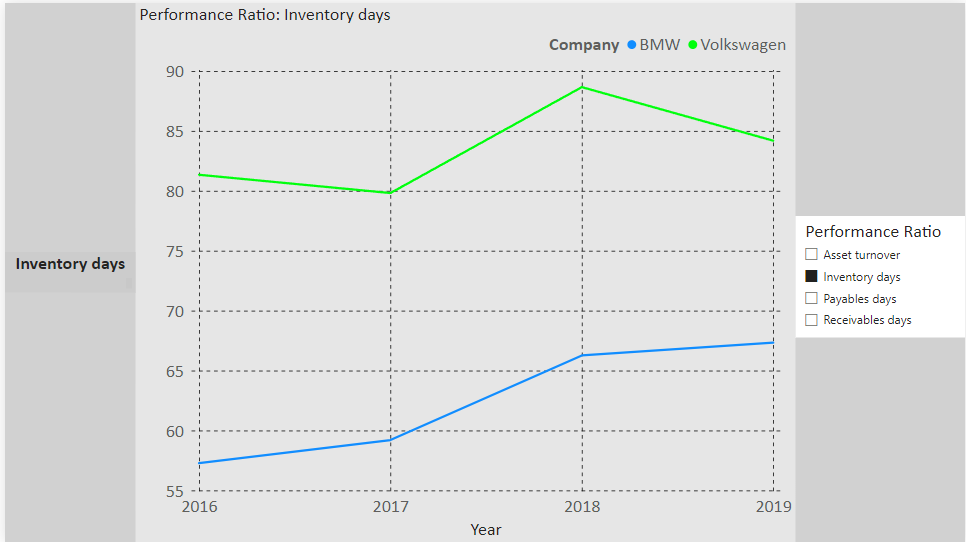 Performance Ratio: Inventory days
Company BMW Volkswagen
90
85
80
75
70
65
60
55
2016 2017 2018 2019
Year
Inventory days
Performance Ratio
Asset turnover
Inventory days
Payables days
Receivables days